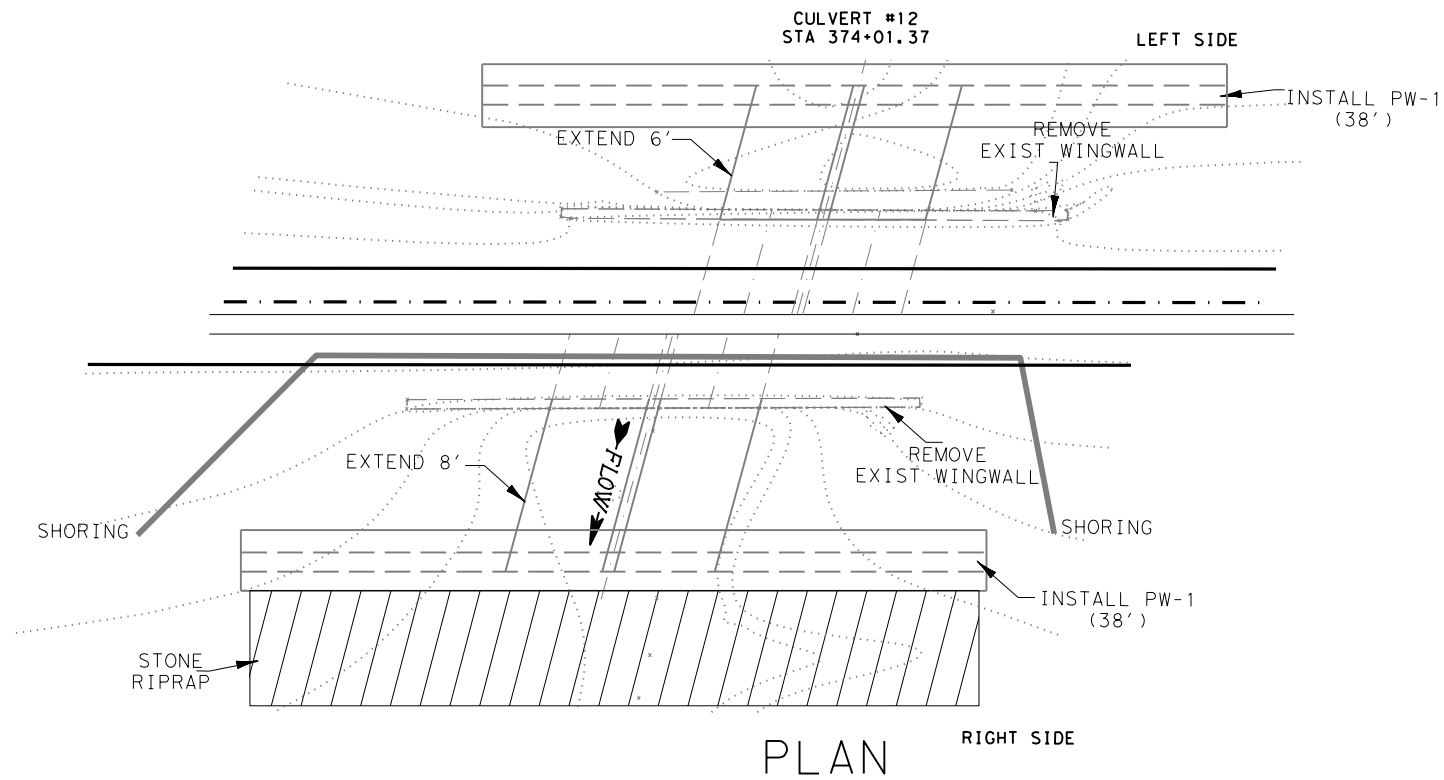 CULVERT #12
STA 374+01.37
LEFT SIDE
INSTALL PW-1
(38')
EXTEND 6'
REMOVE
EXIST WINGWALL
EXTEND 8'
FLOW
REMOVE
EXIST WINGWALL
SHORING
SHORING
INSTALL PW-1
(38')
STONE
RIPRAP
PLAN
RIGHT SIDE